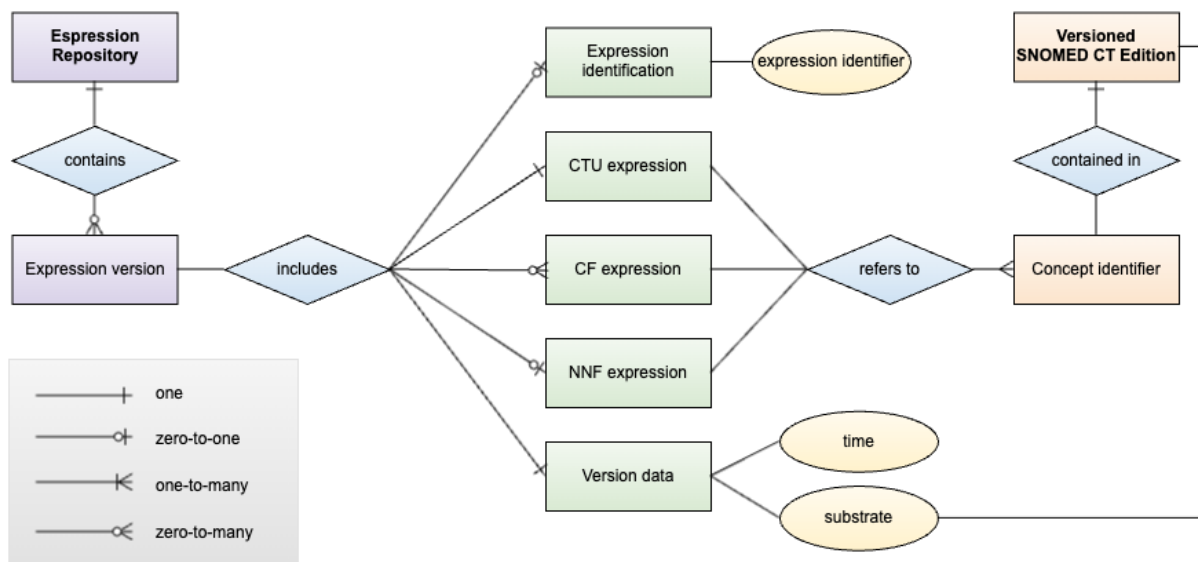 Espression
Repository
contains
Expression version
includes
Expression
identification
expression identifier
CTU expression
CF expression
NNF expression
Version data
time
substrate
refers to
Versioned
SNOMED CT Edition
contained in
Concept identifier
one
zero-to-one
one-to-many
zero-to-many